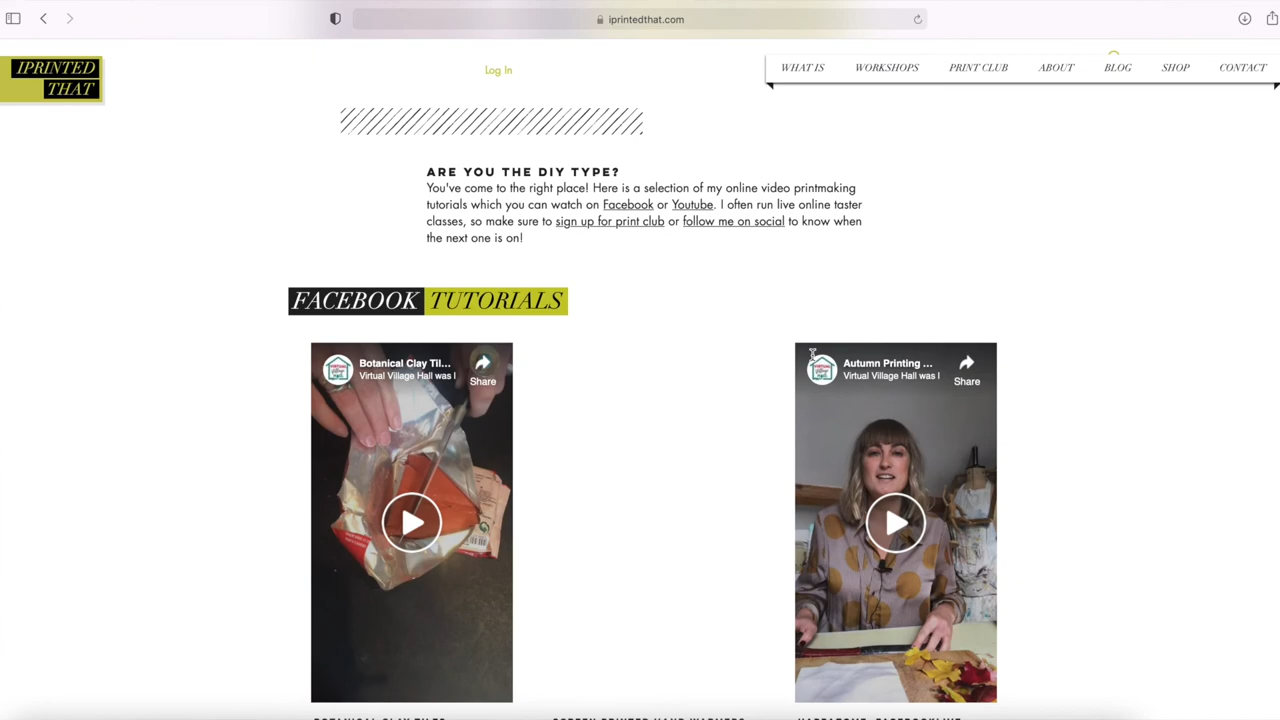 iprintedthat.com
IPRINTED
THAT
Log In
WHAT IS WORKSHOPS PRINT CLUB ABOUT BLOG SHOP CONTACT
ARE YOU THE DIY TYPE?
You've come to the right place! Here is a selection of my online video printmaking
tutorials which you can watch on Facebook or Youtube. I often run live online taster
classes, so make sure to sign up for print club or follow me on social to know when
the next one is on!
FACEBOOK TUTORIALS
Botanical Clay Til...
Virtual Village Hall was l
Share
Autumn Printing ...
Virtual Village Hall was l
Share